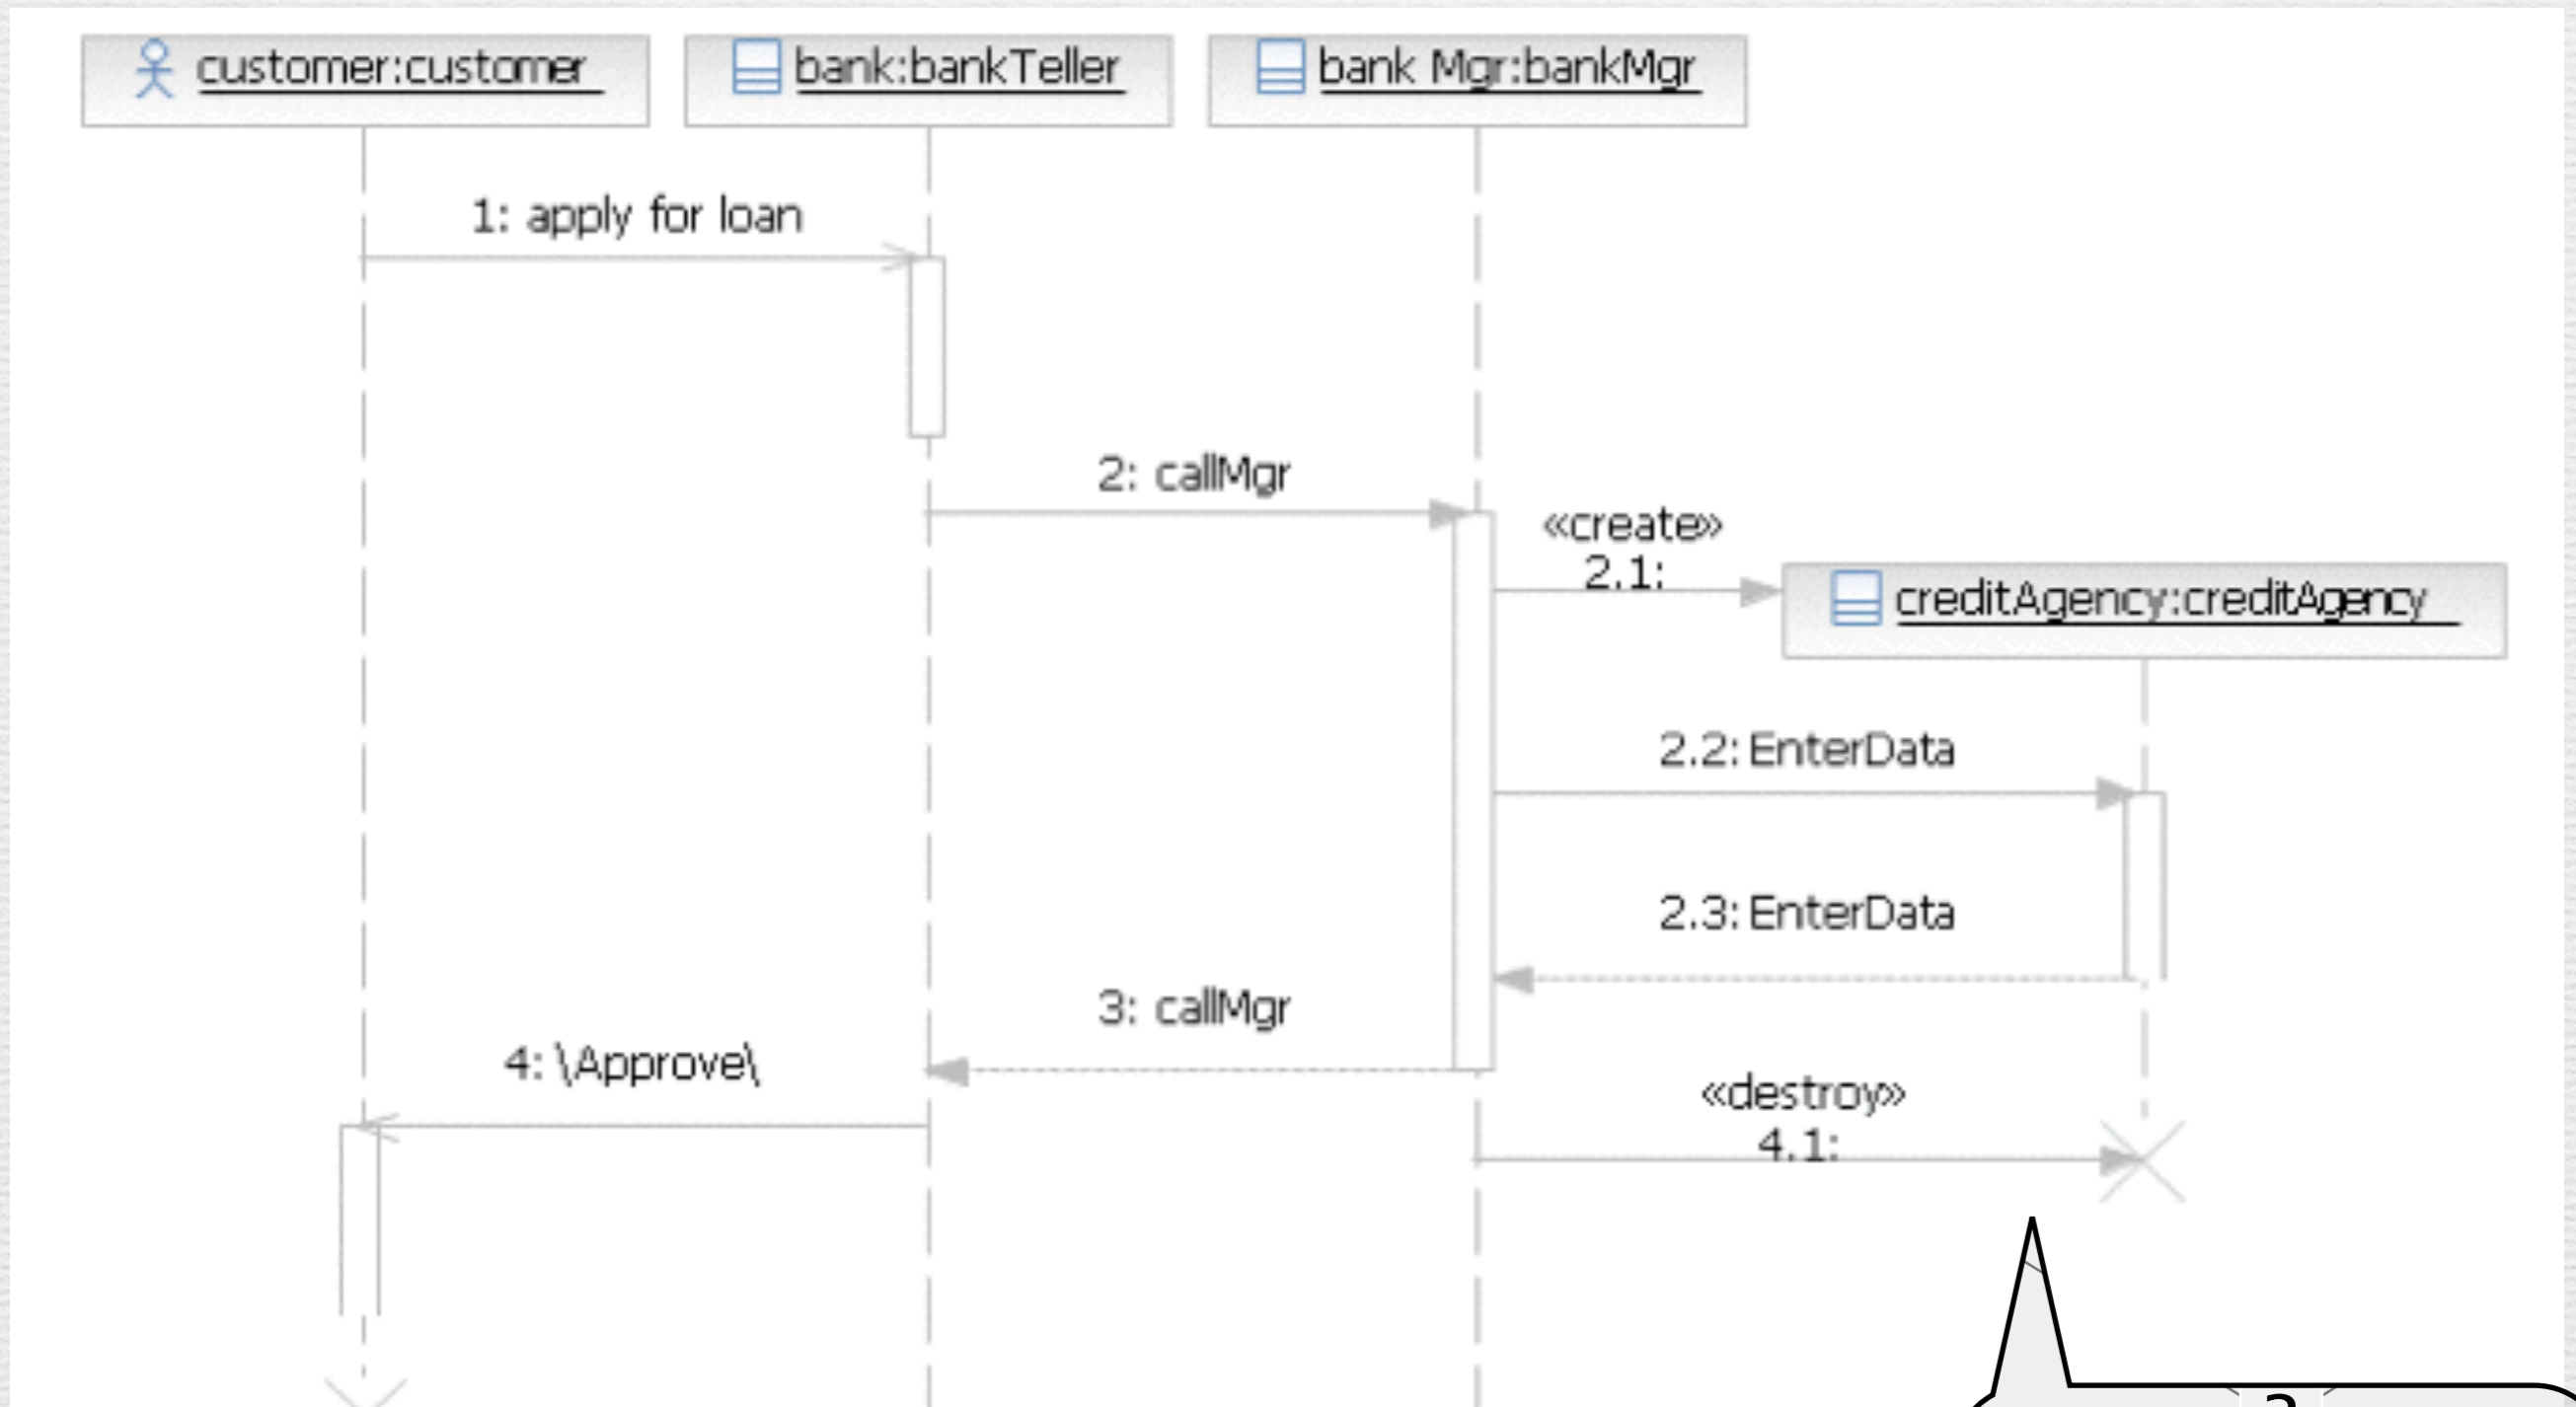 customer:customer
bank:bankTeller
bank Mgr:bankMgr
1: apply for loan
2: callMgr
«create»
2.1:
creditAgency:creditAgency
2.2: EnterData
2.3: EnterData
3: callMgr
4: \Approve\
«destroy»
4.1: